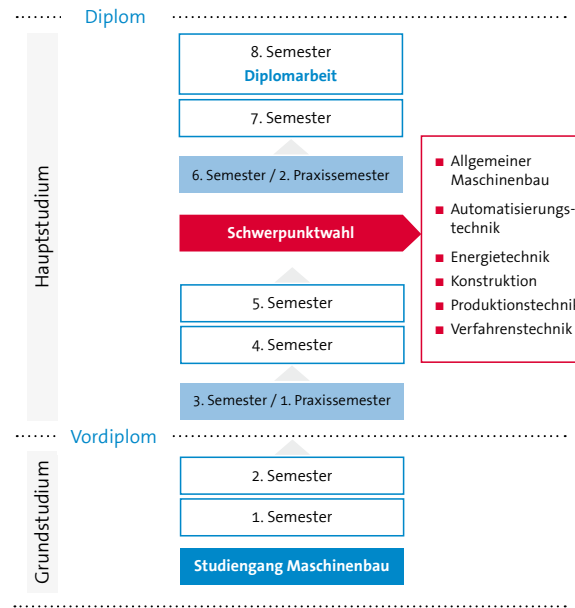 Diplom
8. Semester
Diplomarbeit
7. Semester
6. Semester / 2. Praxissemester
Schwerpunktwahl
Allgemeiner
Maschinenbau
Automatisierungs-
technik
Energietechnik
Konstruktion
Produktionstechnik
Verfahrenstechnik
5. Semester
4. Semester
3. Semester / 1. Praxissemester
Hauptstudium
Vordiplom
2. Semester
1. Semester
Studiengang Maschinenbau
Grundstudium